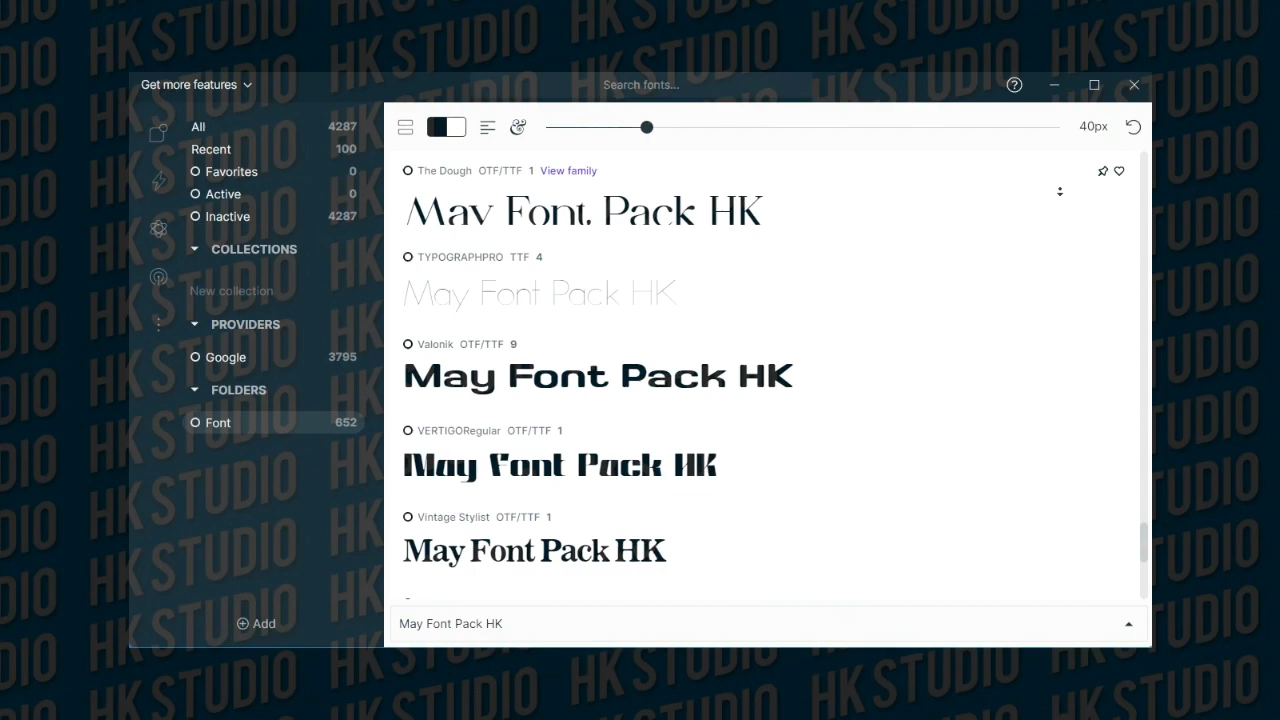 Get more features
Search fonts...
All 4287
Recent 100
Favorites 0
Active 0
Inactive 4287
COLLECTIONS
New collection
PROVIDERS
Google 3795
FOLDERS
Font 652
Add
40px
The Dough OTF/TTF 1 View family
May Font Pack HK
TYPOGRAPHPRO TTF 4
May Font Pack HK
Valonik OTF/TTF 9
May Font Pack HK
VERTIGORegular OTF/TTF 1
May Font Pack HK
Vintage Stylist OTF/TTF 1
May Font Pack HK
May Font Pack HK
HK STUDIO